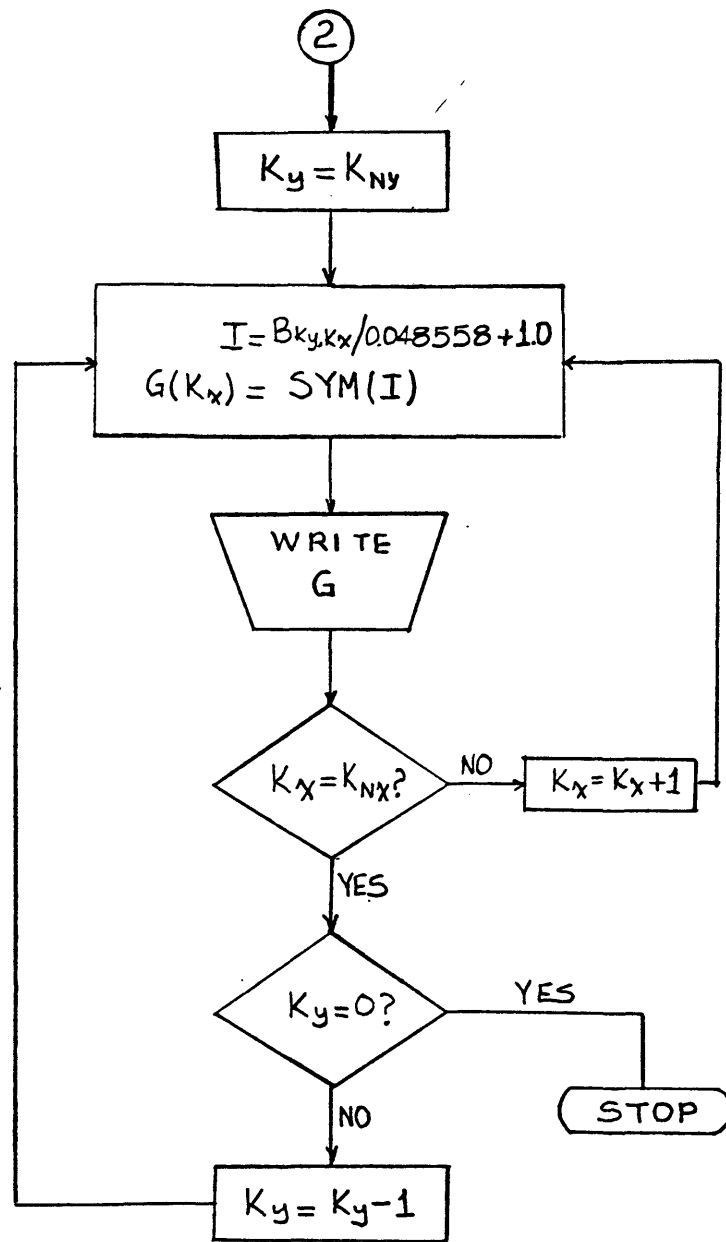 2
Ky = KNy
I = BKy,Kx/0.048558+1.0
G(Kx) = SYM(I)
WRITE
G
Kx = KNx?
NO
Kx = Kx+1
YES
Ky=0?
YES
STOP
NO
Ky = Ky-1